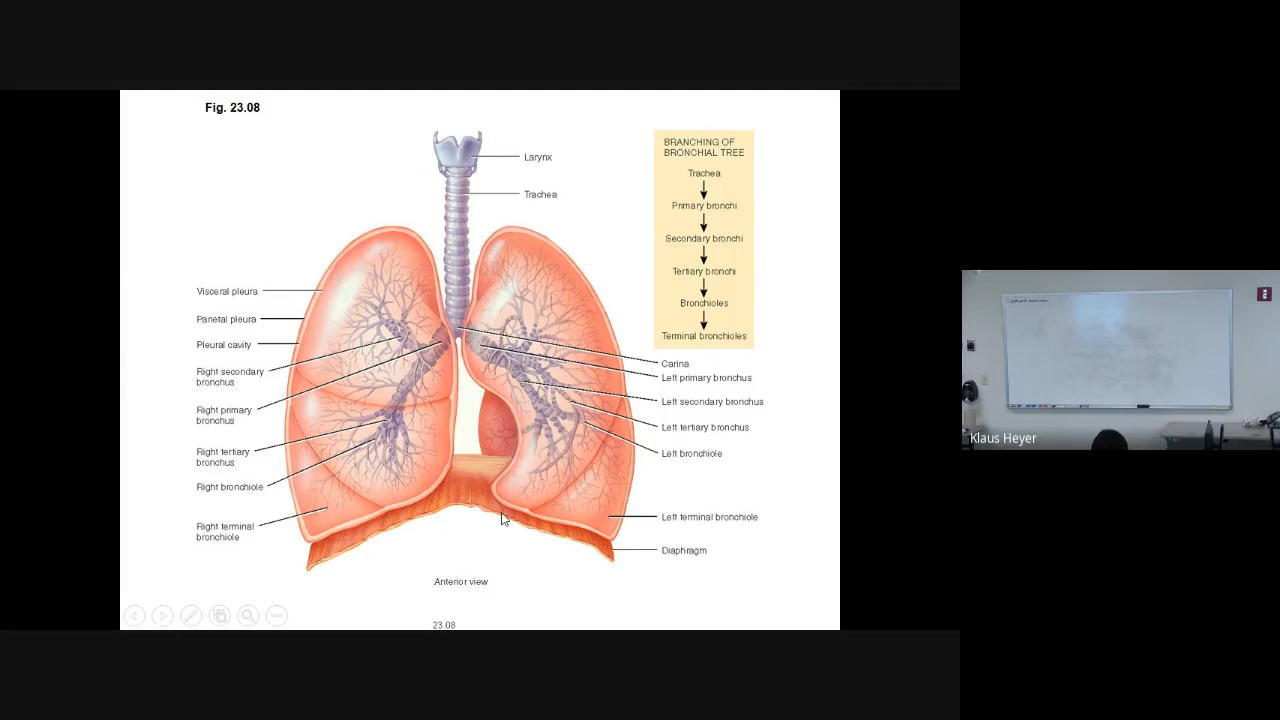 Fig. 23.08
Larynx
Trachea
BRANCHING OF
BRONCHIAL TREE
Trachea
Primary bronchi
Secondary bronchi
Tertiary bronchi
Bronchioles
Terminal bronchioles
Visceral pleura
Parietal pleura
Pleural cavity
Right secondary
bronchus
Right primary
bronchus
Right tertiary
bronchus
Right bronchiole
Right terminal
bronchiole
Carina
Left primary bronchus
Left secondary bronchus
Left tertiary bronchus
Left bronchiole
Left terminal bronchiole
Diaphragm
Anterior view
23.08
Klaus Heyer